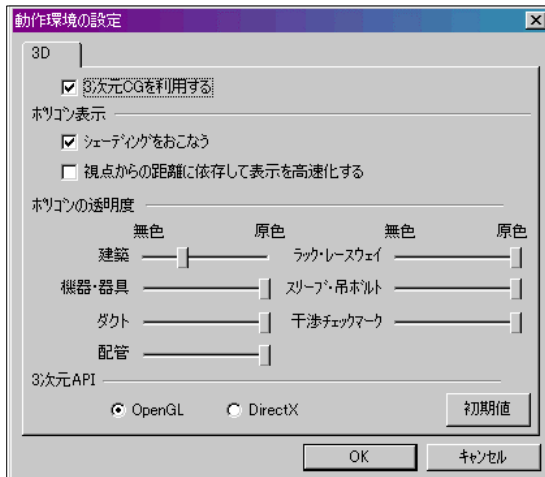 動作環境の設定
3D
3次元CGを利用する
ﾎﾟﾘｺﾞﾝ表示
ｼｪｰﾃﾞｨﾝｸﾞをおこなう
視点からの距離に依存して表示を高速化する
ﾎﾟﾘｺﾞﾝの透明度
無色 原色 無色 原色
建築 ﾗｯｸ･ﾚｰｽｳｪｲ
機器･器具 ｽﾘｰﾌﾞ･吊ﾎﾞﾙﾄ
ﾀﾞｸﾄ 干渉ﾁｪｯｸﾏｰｸ
配管
3次元API
OpenGL DirectX 初期値
OK ｷｬﾝｾﾙ